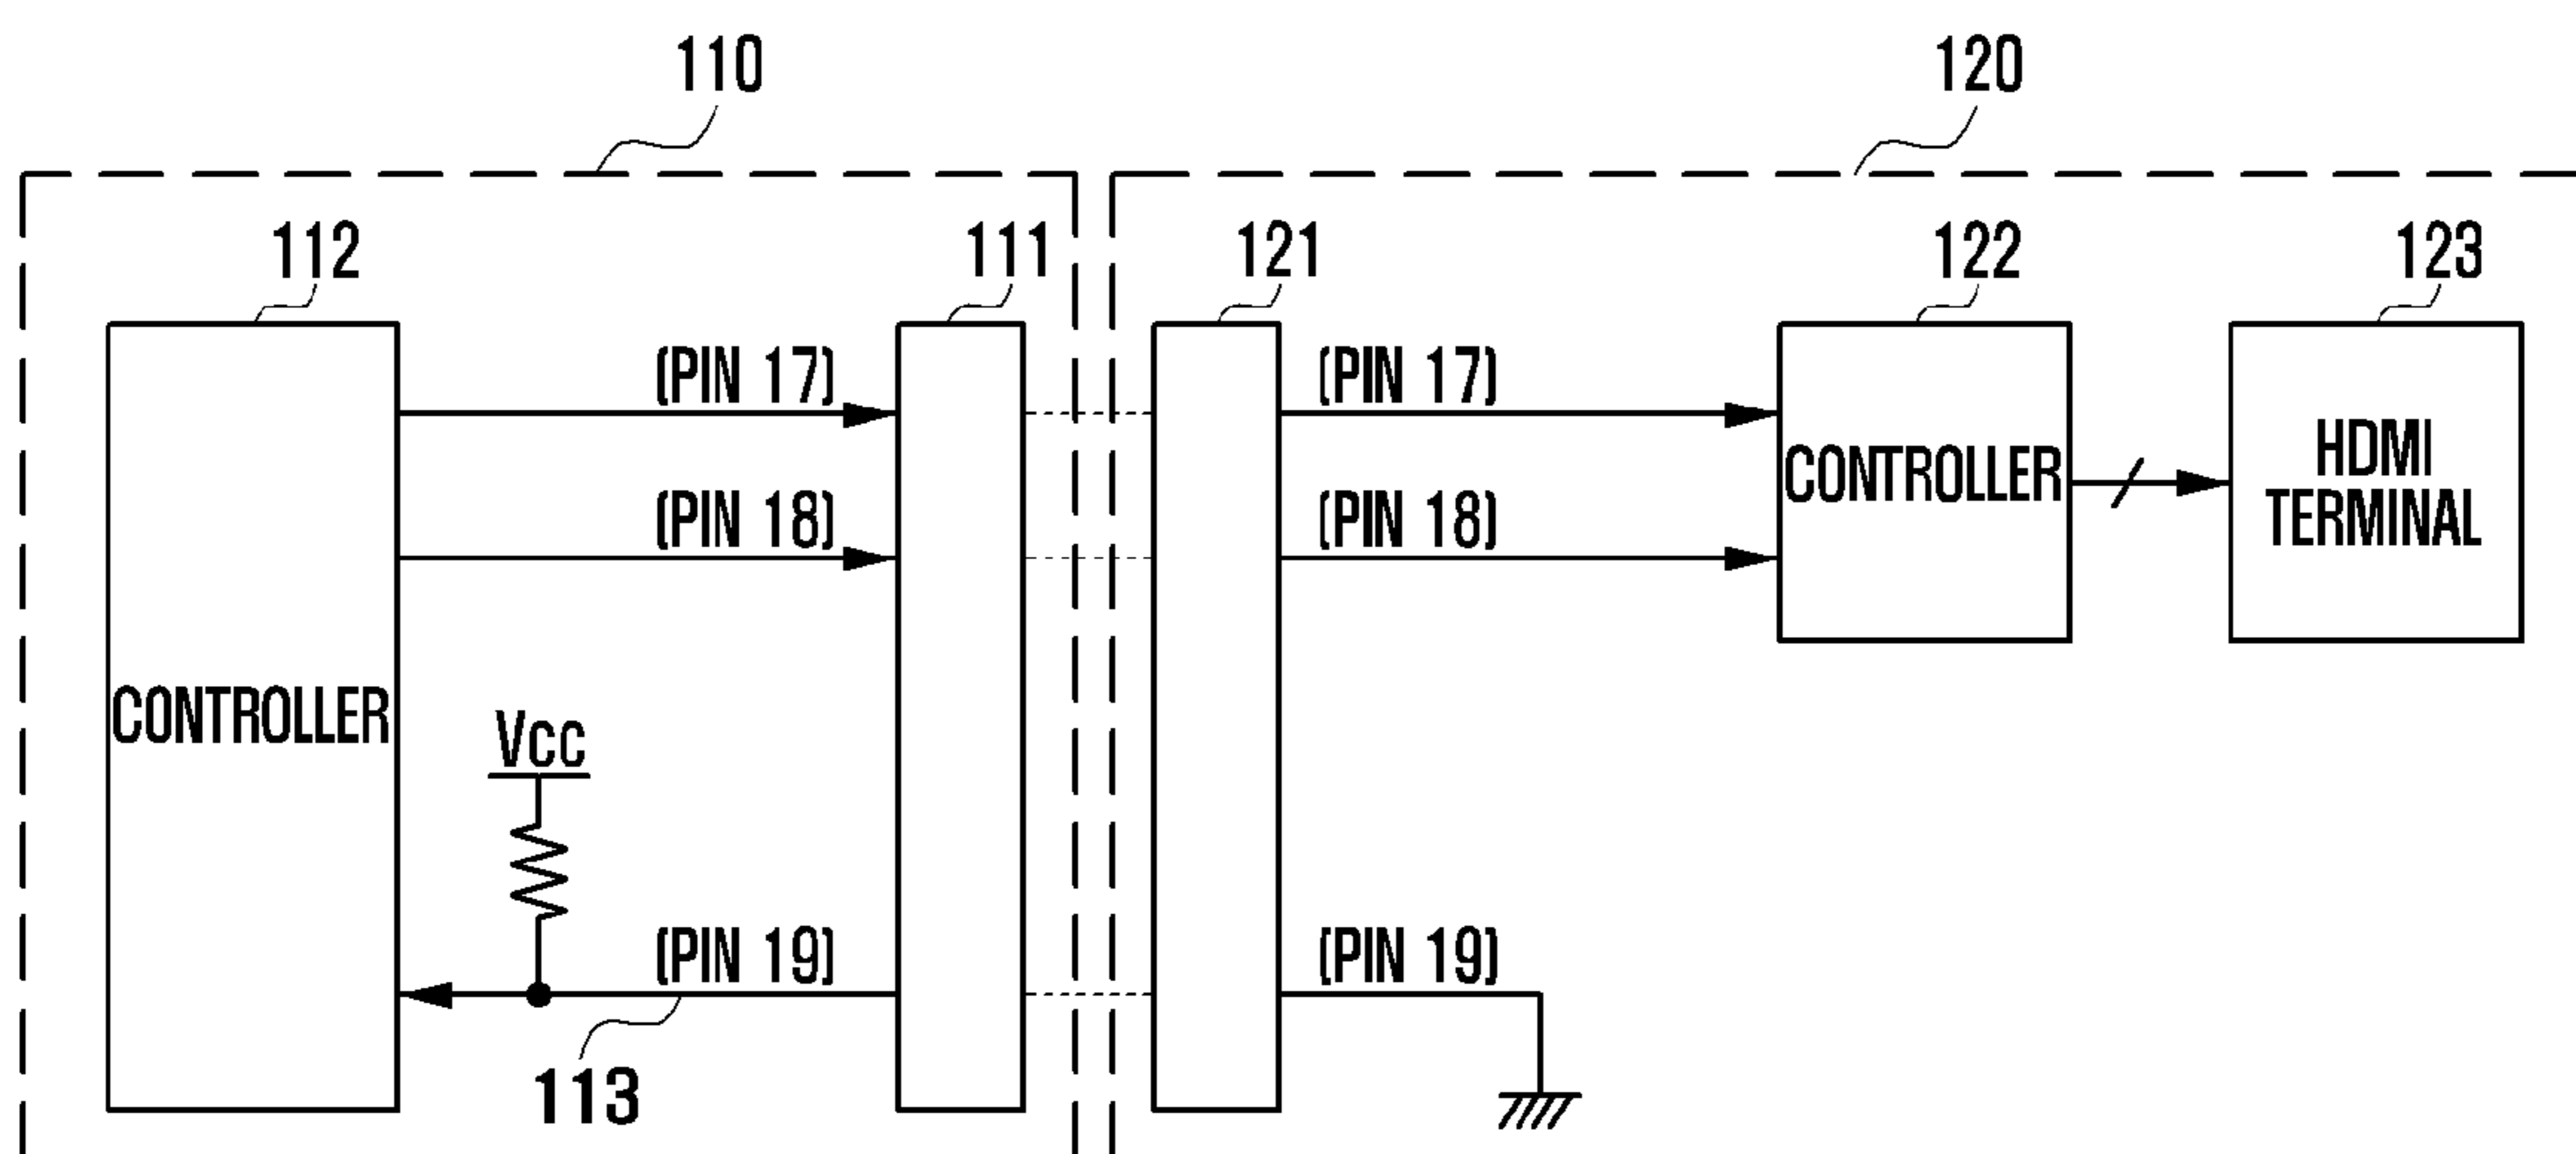 110
120
112
111
121
122
123
(PIN 17)
(PIN 17)
(PIN 18)
(PIN 18)
CONTROLLER
HDMI
TERMINAL
CONTROLLER
Vcc
(PIN 19)
(PIN 19)
113